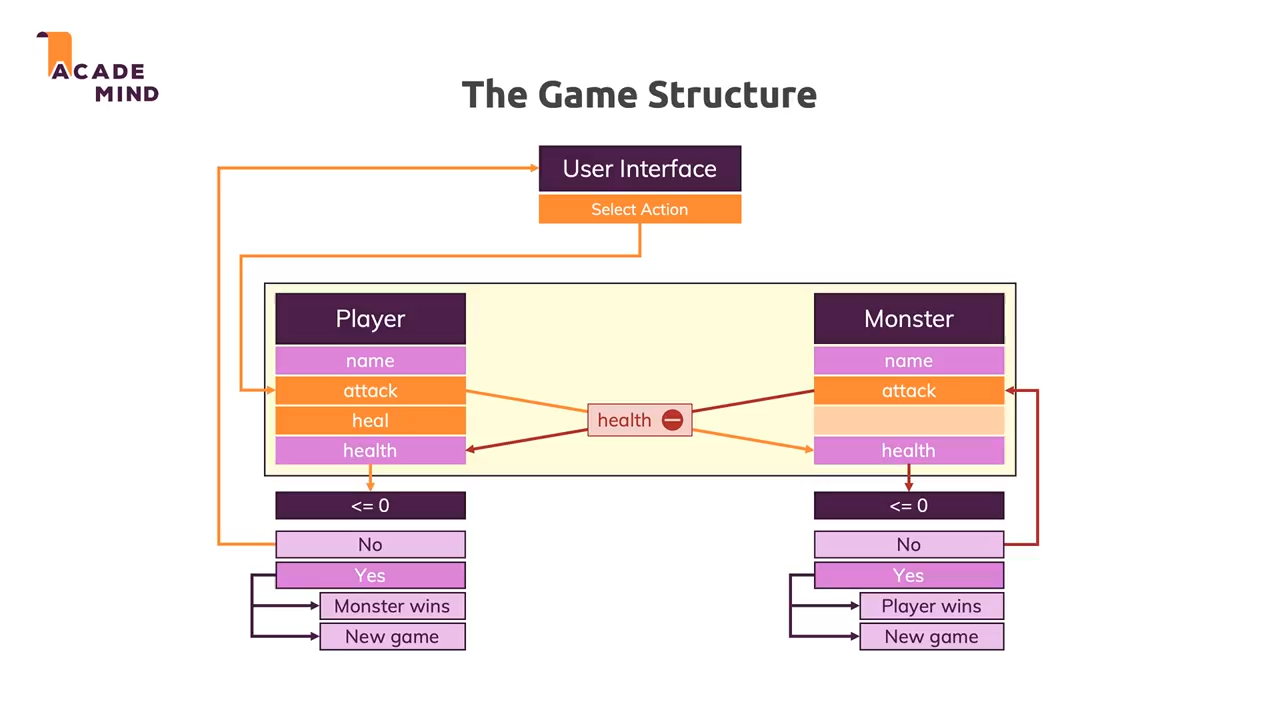 ACADE
MIND
The Game Structure
User Interface
Select Action
Player
name
attack
heal
health
<= 0
No
Yes
Monster wins
New game
health
Monster
name
attack
health
<= 0
No
Yes
Player wins
New game